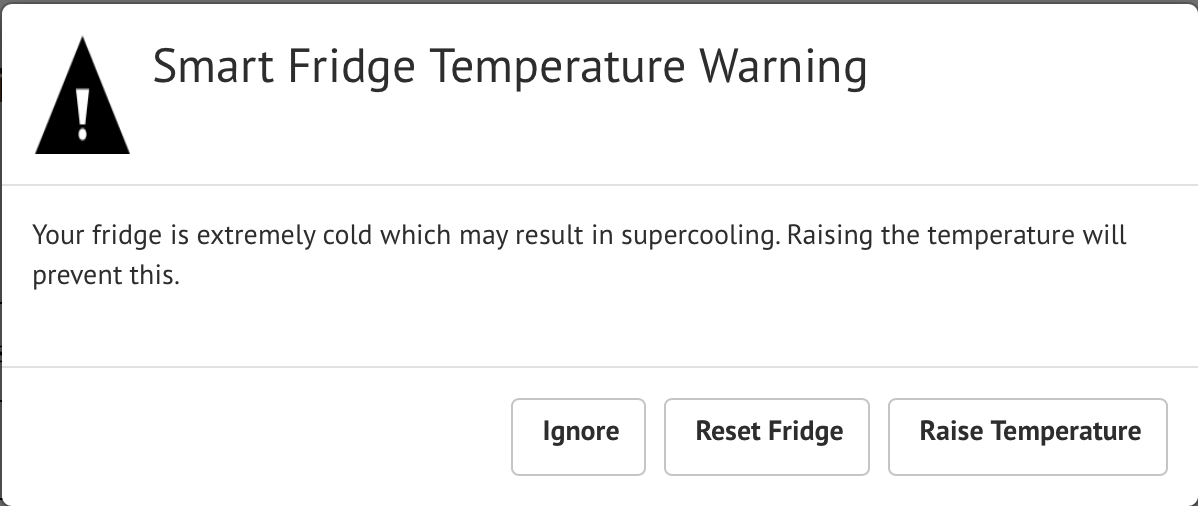 !
Smart Fridge Temperature Warning
Your fridge is extremely cold which may result in supercooling. Raising the temperature will
prevent this.
Ignore
Reset Fridge
Raise Temperature